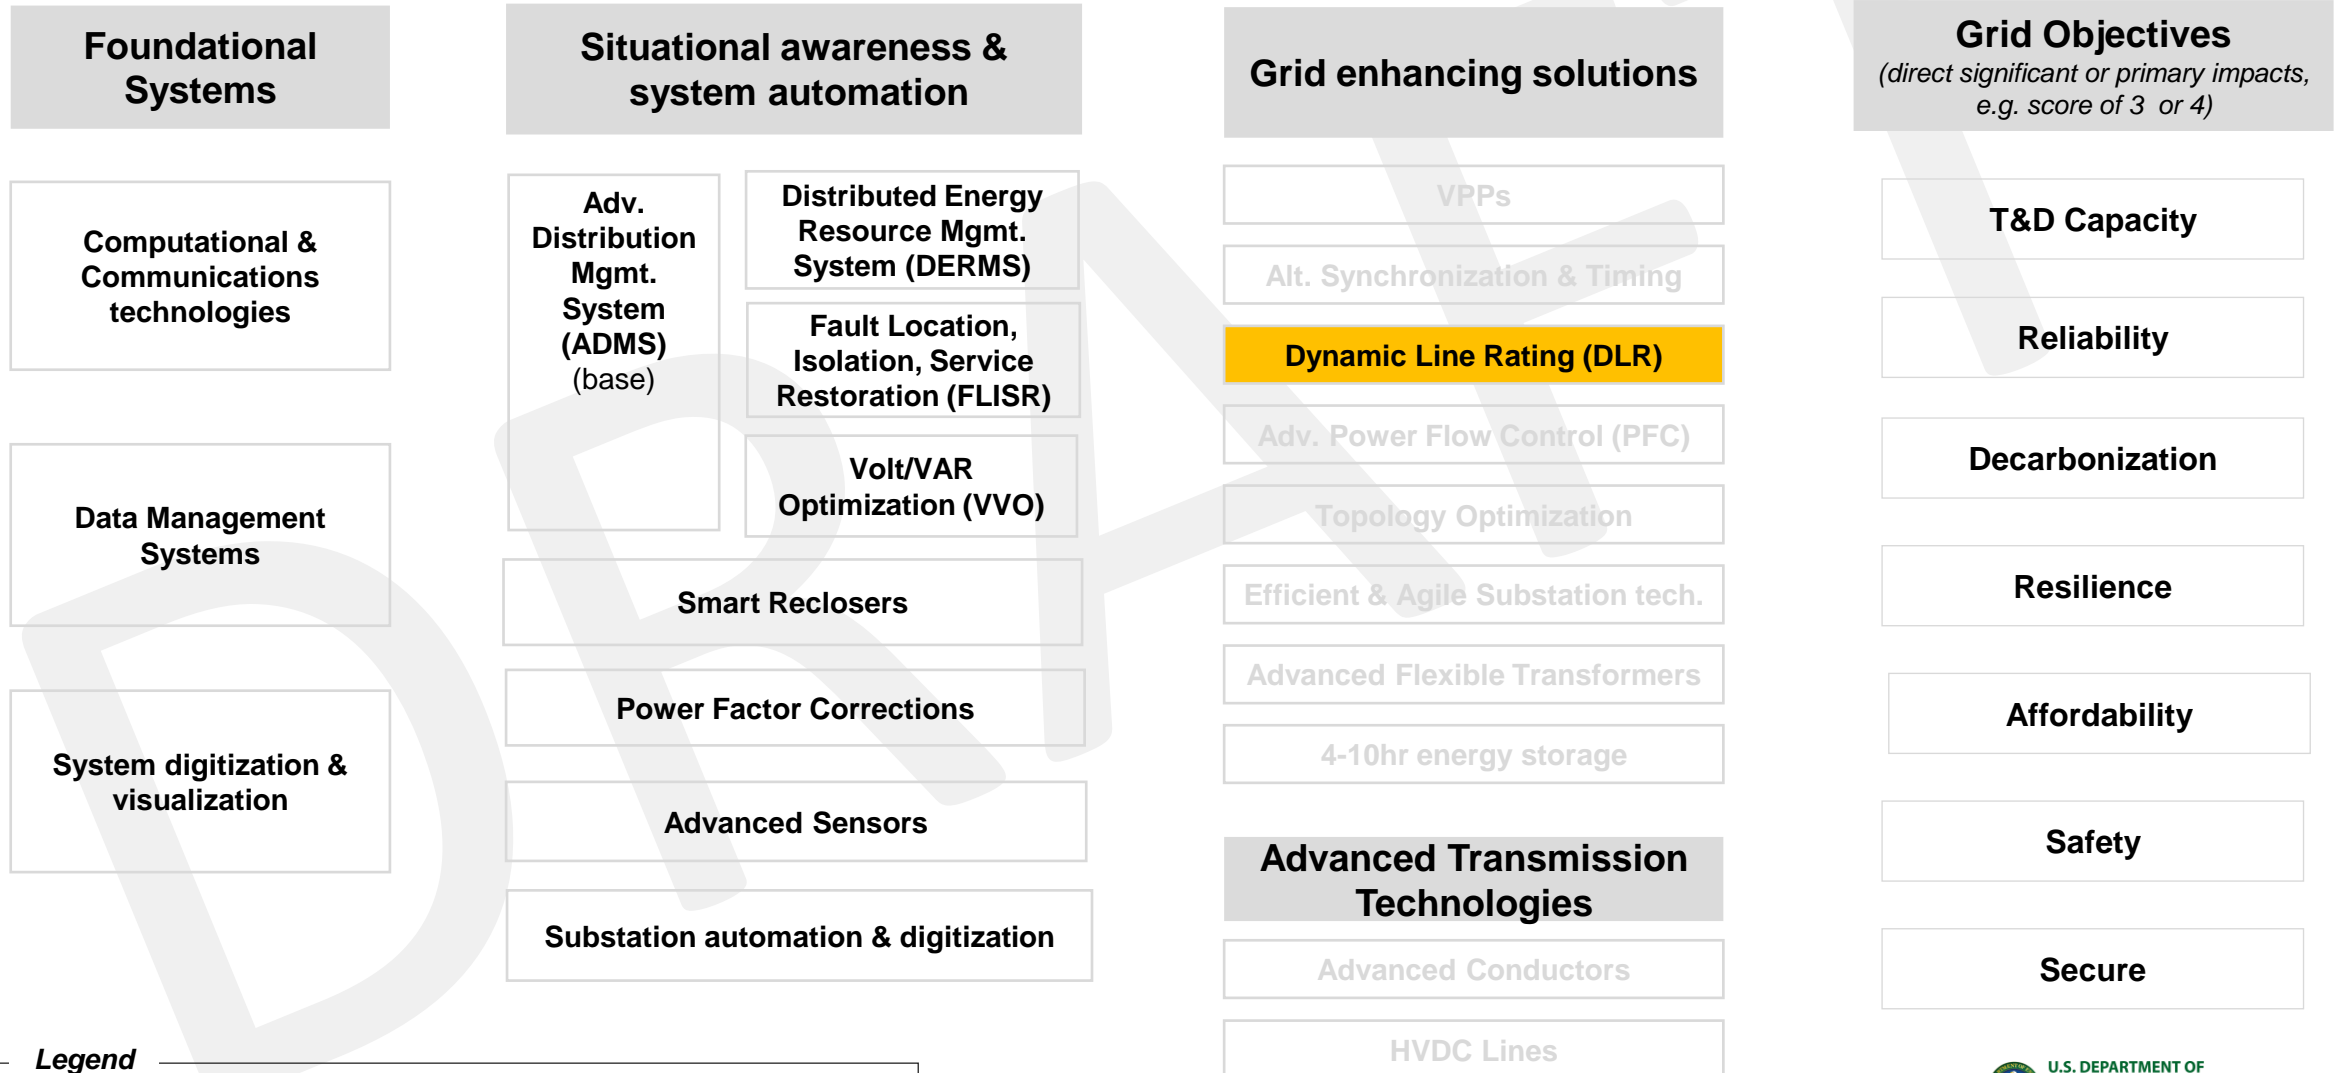 Foundational
Systems
Computational &
Communications
technologies
Data Management
Systems
System digitization &
visualization
Situational awareness &
system automation
Adv.
Distribution
Mgmt.
System
(ADMS)
(base)
Distributed Energy
Resource Mgmt.
System (DERMS)
Fault Location,
Isolation, Service
Restoration (FLISR)
Volt/VAR
Optimization (VVO)
Smart Reclosers
Power Factor Corrections
Advanced Sensors
Substation automation & digitization
Grid enhancing solutions
VPPs
Alt. Synchronization & Timing
Dynamic Line Rating (DLR)
Adv. Power Flow Control (PFC)
Topology Optimization
Efficient & Agile Substation tech.
Advanced Flexible Transformers
4-10hr energy storage
Advanced Transmission
Technologies
Advanced Conductors
HVDC Lines
Grid Objectives
(direct significant or primary impacts,
e.g. score of 3 or 4)
T&D Capacity
Reliability
Decarbonization
Resilience
Affordability
Safety
Secure
Legend
U.S. DEPARTMENT OF
DRAFT